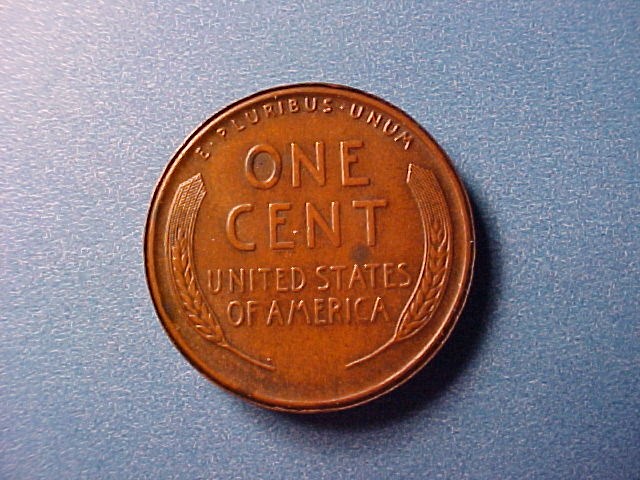 E·PLURIBUS·UNUM
ONE
CENT
UNITED STATES
OF AMERICA